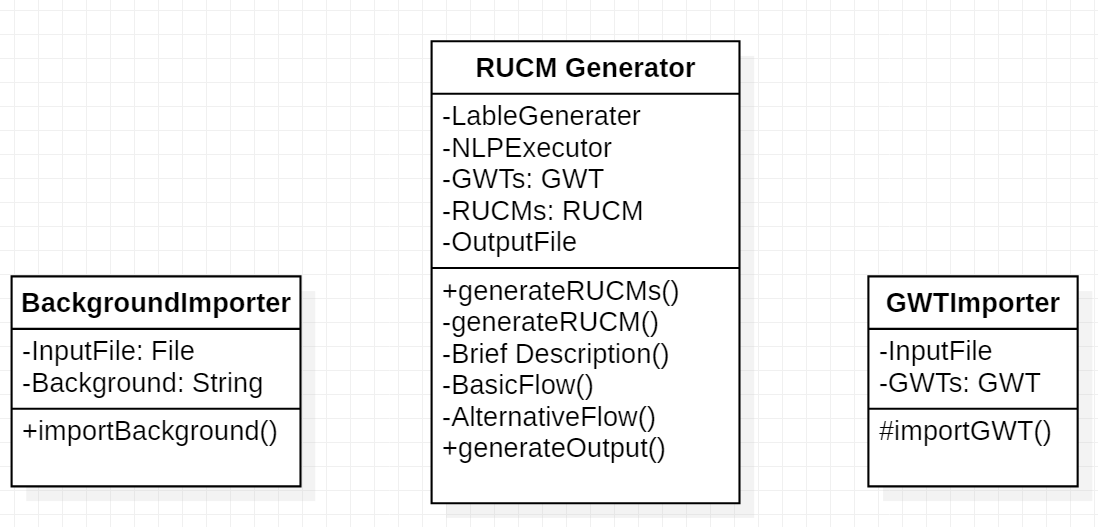 RUCM Generator
-LableGenerater
-NLPExecutor
-GWTs: GWT
-RUCMs: RUCM
-OutputFile
+generateRUCMs()
-generateRUCM()
-Brief Description()
-BasicFlow()
-AlternativeFlow()
+generateOutput()
BackgroundImporter
-InputFile: File
-Background: String
+importBackground()
GWTImporter
-InputFile
-GWTs: GWT
#importGWT()